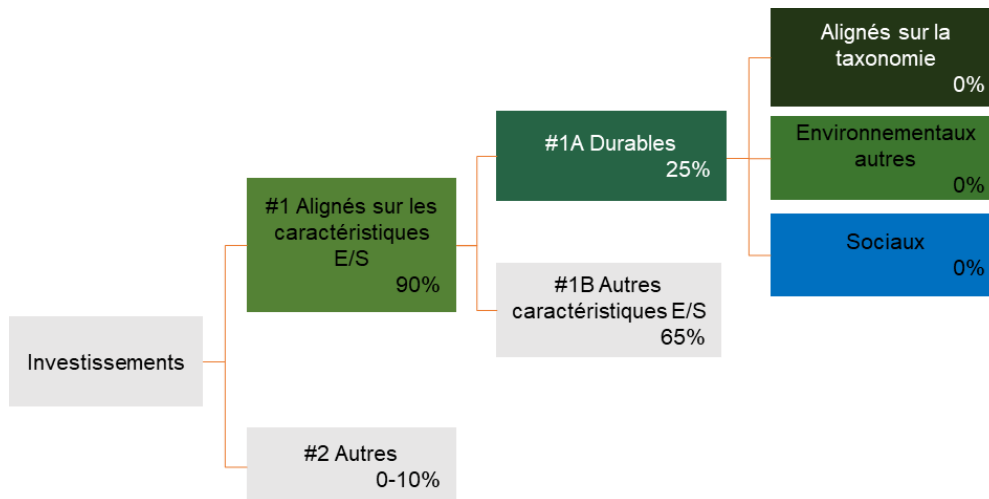 Investissements
#1 Alignés sur les
caractéristiques
E/S
90%
#2 Autres
0-10%
#1A Durables
25%
#1B Autres
caractéristiques E/S
65%
Alignés sur la
taxonomie
0%
Environnementaux
autres
0%
Sociaux
0%